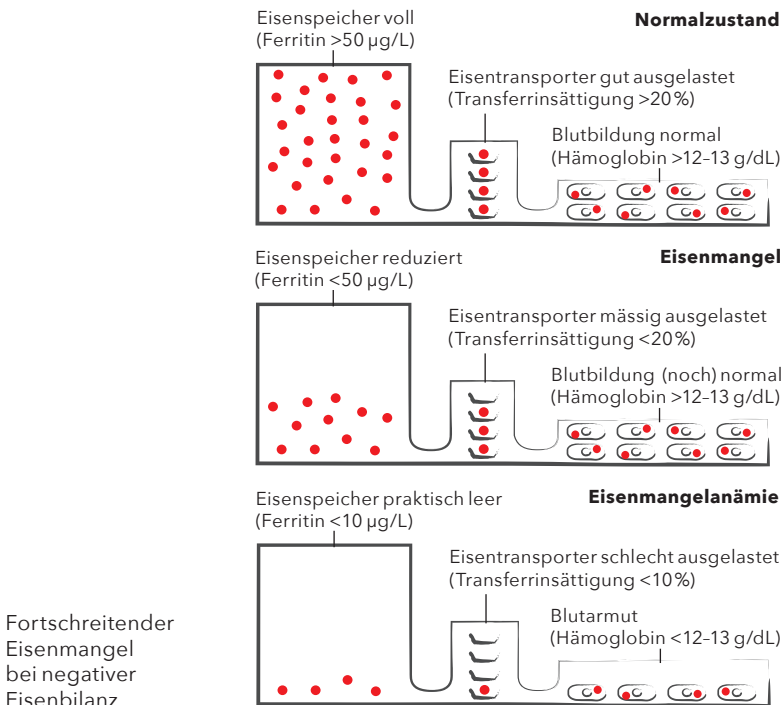 Eisenspeicher voll
(Ferritin >50 µg/L)
Normalzustand
Eisentransporter gut ausgelastet
(Transferrinsättigung >20%)
Blutbildung normal
(Hämoglobin >12–13 g/dL)
Eisenspeicher reduziert
(Ferritin <50 µg/L)
Eisenmangel
Eisentransporter mässig ausgelastet
(Transferrinsättigung <20%)
Blutbildung (noch) normal
(Hämoglobin >12–13 g/dL)
Eisenspeicher praktisch leer
(Ferritin <10 µg/L)
Eisenmangelanämie
Eisentransporter schlecht ausgelastet
(Transferrinsättigung <10%)
Blutarmut
(Hämoglobin <12–13 g/dL)
Fortschreitender
Eisenmangel
bei negativer
Eisenbilanz